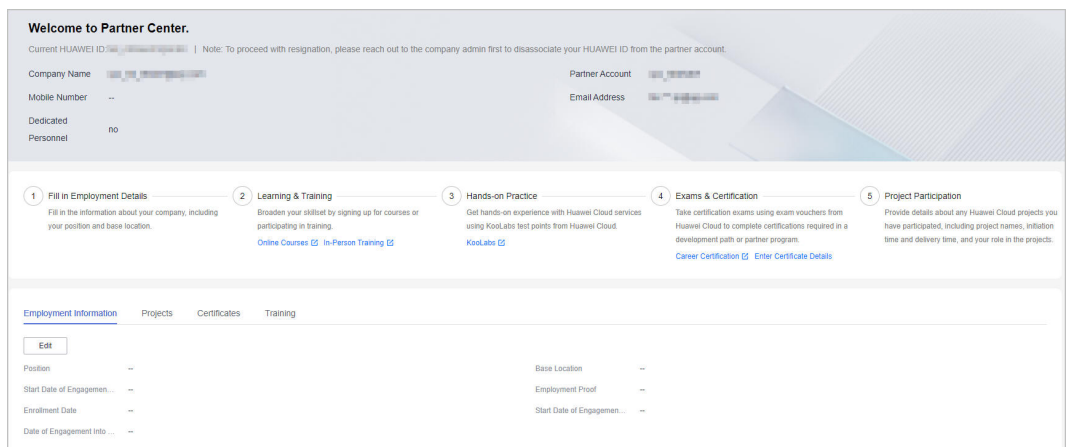 Welcome to Partner Center.
Current HUAWEI ID: | Note: To proceed with resignation, please reach out to the company admin first to disassociate your HUAWEI ID from the partner account.
Company Name
Partner Account
Mobile Number --
Email Address
Dedicated
Personnel no
1 Fill in Employment Details
Fill in the information about your company, including
your position and base location.
2 Learning & Training
Broaden your skillset by signing up for courses or
participating in training.
Online Courses In-Person Training
3 Hands-on Practice
Get hands-on experience with Huawei Cloud services
using KooLabs test points from Huawei Cloud.
KooLabs
4 Exams & Certification
Take certification exams using exam vouchers from
Huawei Cloud to complete certifications required in a
development path or partner program.
Career Certification Enter Certificate Details
5 Project Participation
Provide details about any Huawei Cloud projects you
have participated, including project names, initiation
time and delivery time, and your role in the projects.
Employment Information Projects Certificates Training
Edit
Position --
Base Location --
Start Date of Engagemen... --
Employment Proof --
Enrollment Date --
Start Date of Engagemen... --
Date of Engagement Into ... --